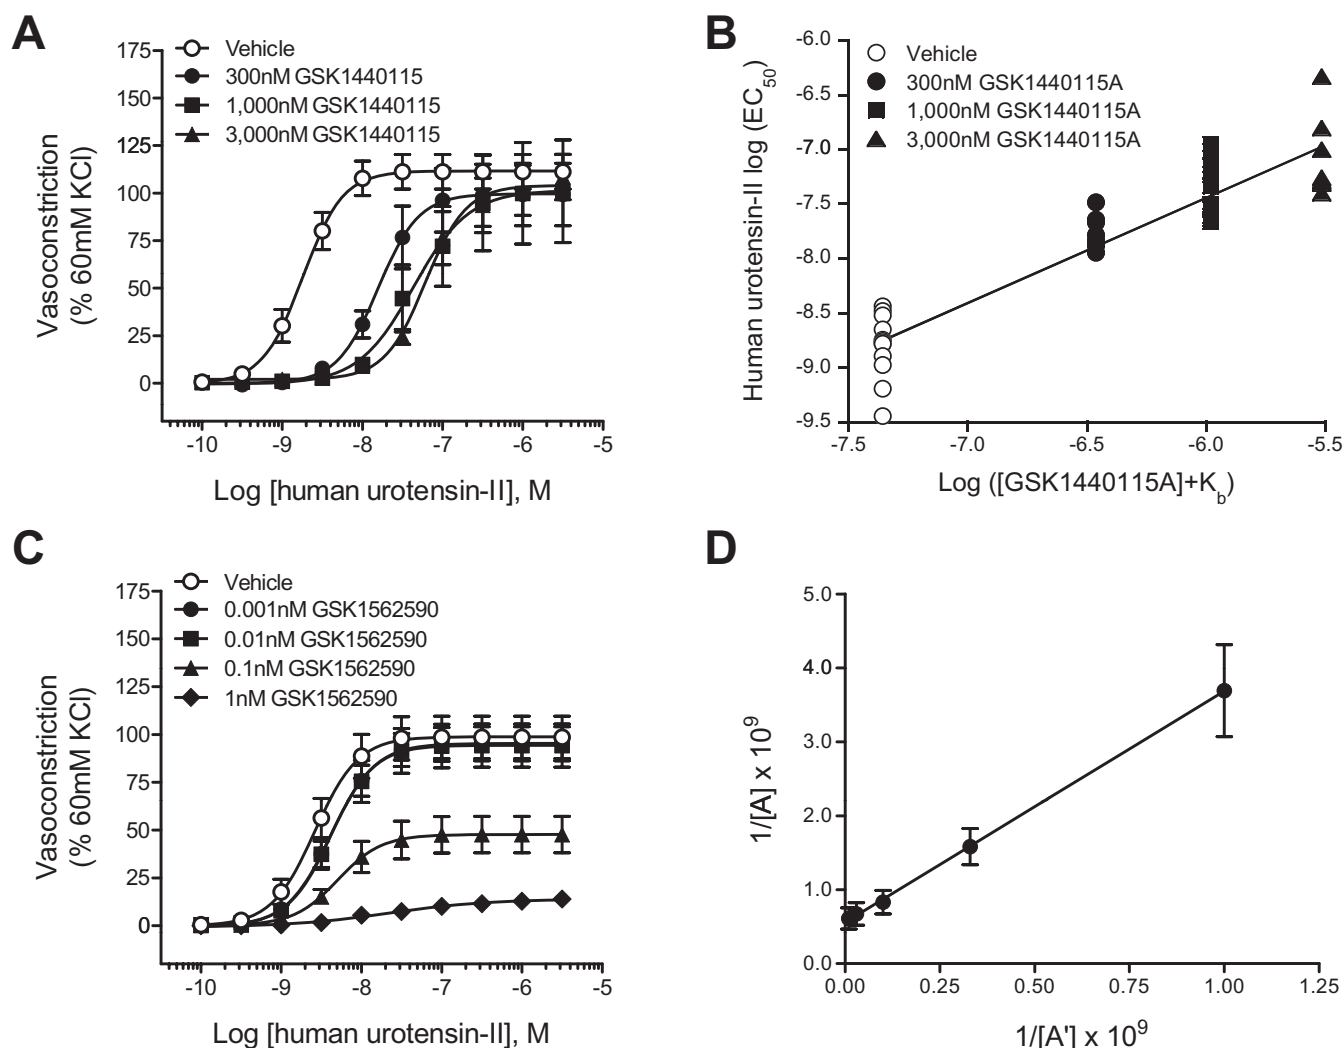 A
175
150
125
100
75
50
25
0
Vasoconstriction
(% 60mM KCl)
Vehicle
300nM GSK1440115
1,000nM GSK1440115
3,000nM GSK1440115
-10 -9 -8 -7 -6 -5
Log [human urotensin-II], M
B
-6.0
-6.5
-7.0
-7.5
-8.0
-8.5
-9.0
-9.5
Human urotensin-II log (EC50)
Vehicle
300nM GSK1440115A
1,000nM GSK1440115A
3,000nM GSK1440115A
-7.5 -7.0 -6.5 -6.0 -5.5
Log ([GSK1440115A]+Kb)
C
175
150
125
100
75
50
25
0
Vasoconstriction
(% 60mM KCl)
Vehicle
0.001nM GSK1562590
0.01nM GSK1562590
0.1nM GSK1562590
1nM GSK1562590
-10 -9 -8 -7 -6 -5
Log [human urotensin-II], M
D
5.0
4.0
3.0
2.0
1.0
0.0
1/[A] x 10⁹
0.00 0.25 0.50 0.75 1.00 1.25
1/[A'] x 10⁹